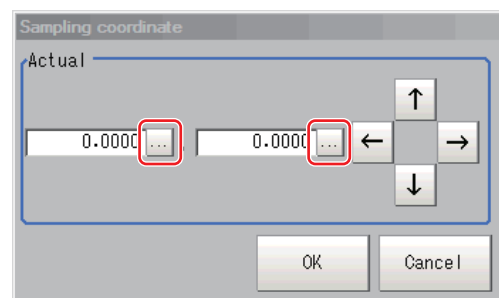 Sampling coordinate
Actual
0.0000 ... , 0.0000 ... ← ↑ → ↓
OK Cancel